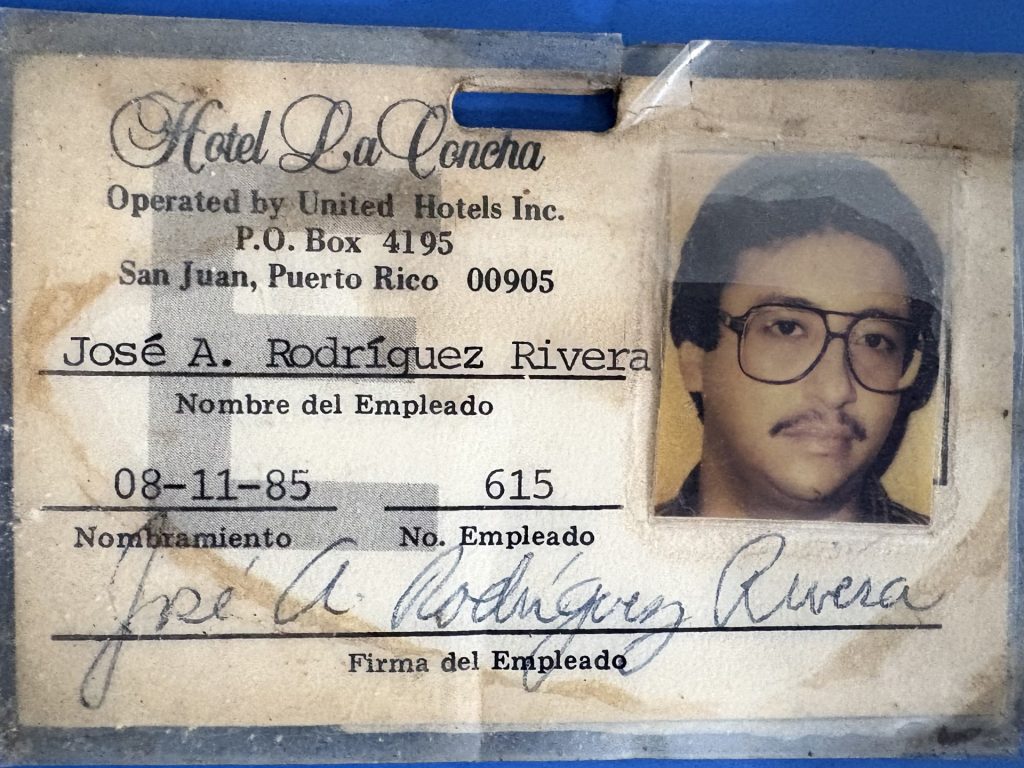 Hotel La Concha
Operated by United Hotels Inc.
P.O. Box 4195
San Juan, Puerto Rico 00905
E
José A. Rodríguez Rivera
Nombre del Empleado
08-11-85 615
Nombramiento No. Empleado
José A. Rodríguez Rivera
Firma del Empleado